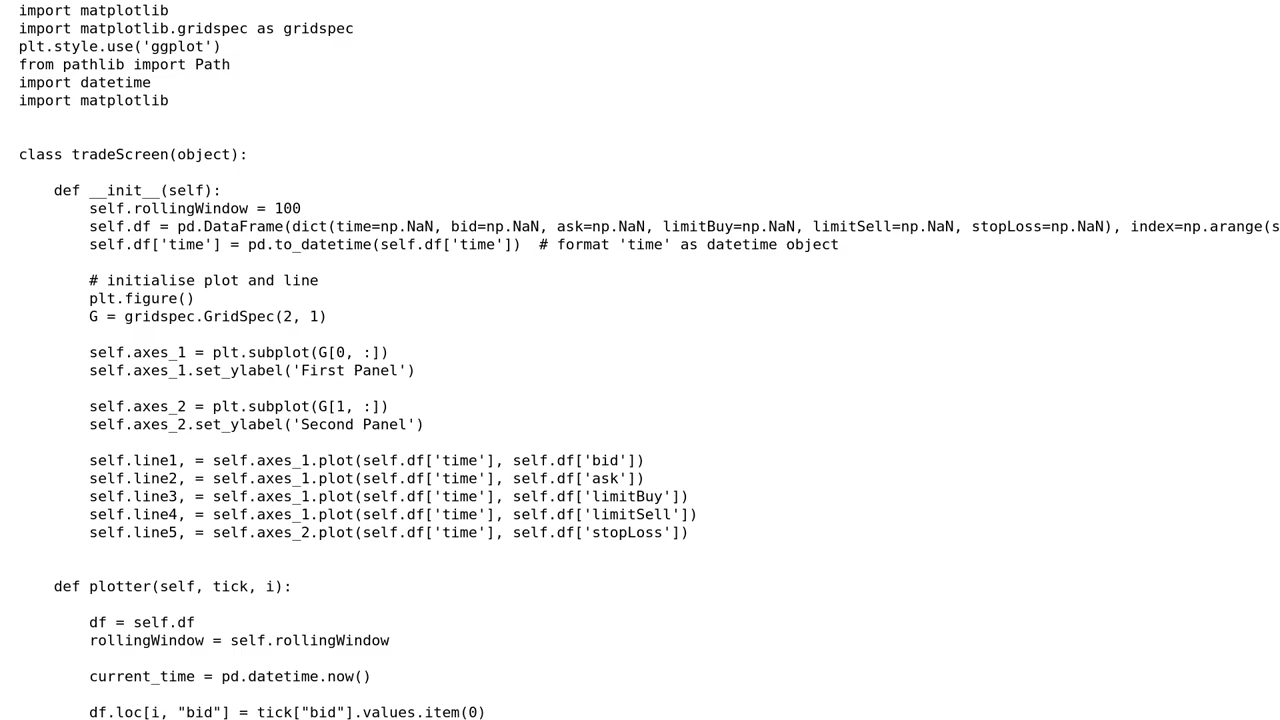 import matplotlib
import matplotlib.gridspec as gridspec
plt.style.use('ggplot')
from pathlib import Path
import datetime
import matplotlib
class tradeScreen(object):
def __init__(self):
self.rollingWindow = 100
self.df = pd.DataFrame(dict(time=np.NaN, bid=np.NaN, ask=np.NaN, limitBuy=np.NaN, limitSell=np.NaN, stopLoss=np.NaN), index=np.arange(s
self.df['time'] = pd.to_datetime(self.df['time'])  # format 'time' as datetime object
# initialise plot and line
plt.figure()
G = gridspec.GridSpec(2, 1)
self.axes_1 = plt.subplot(G[0, :])
self.axes_1.set_ylabel('First Panel')
self.axes_2 = plt.subplot(G[1, :])
self.axes_2.set_ylabel('Second Panel')
self.line1, = self.axes_1.plot(self.df['time'], self.df['bid'])
self.line2, = self.axes_1.plot(self.df['time'], self.df['ask'])
self.line3, = self.axes_1.plot(self.df['time'], self.df['limitBuy'])
self.line4, = self.axes_1.plot(self.df['time'], self.df['limitSell'])
self.line5, = self.axes_2.plot(self.df['time'], self.df['stopLoss'])
def plotter(self, tick, i):
df = self.df
rollingWindow = self.rollingWindow
current_time = pd.datetime.now()
df.loc[i, "bid"] = tick["bid"].values.item(0)